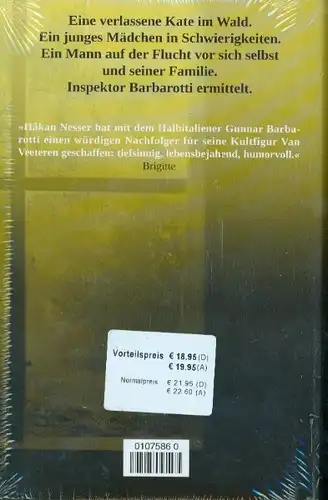 Eine verlassene Kate im Wald.
Ein junges Mädchen in Schwierigkeiten.
Ein Mann auf der Flucht vor sich selbst
und seiner Familie.
Inspektor Barbarotti ermittelt.
»Håkan Nesser hat mit dem Halbitaliener Gunnar Barba-
rotti einen würdigen Nachfolger für seine Kultfigur Van
Veeteren geschaffen: tiefsinnig, lebensbejahend, humorvoll.«
Brigitte
Vorteilspreis € 18.95 (D)
€ 19.95 (A)
Normalpreis € 21.95 (D)
€ 22.60 (A)
0107586 0